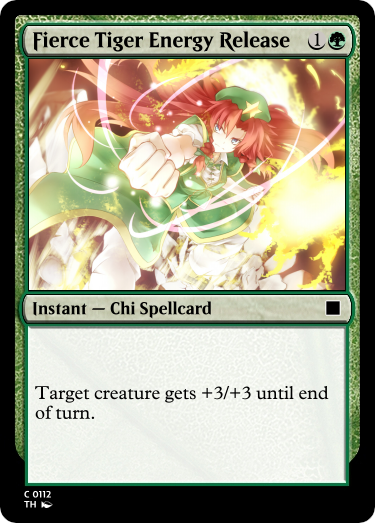 Fierce Tiger Energy Release 1
Instant — Chi Spellcard
Target creature gets +3/+3 until end
of turn.
C 0112
TH